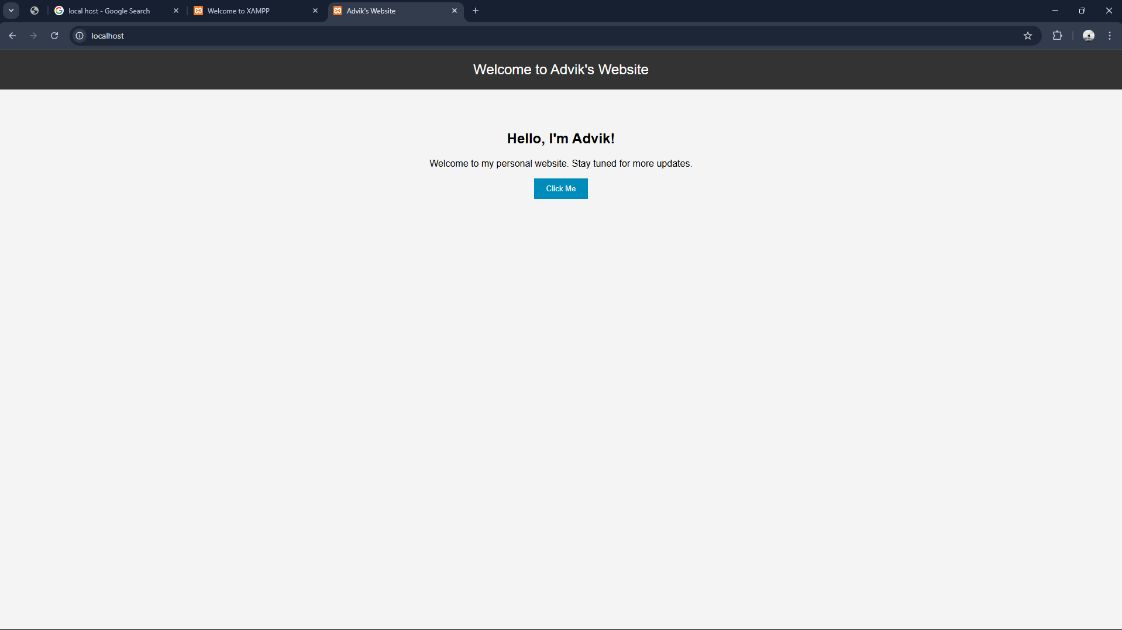 local host - Google Search
Welcome to XAMPP
Advik's Website
localhost
Welcome to Advik's Website
Hello, I'm Advik!
Welcome to my personal website. Stay tuned for more updates.
Click Me